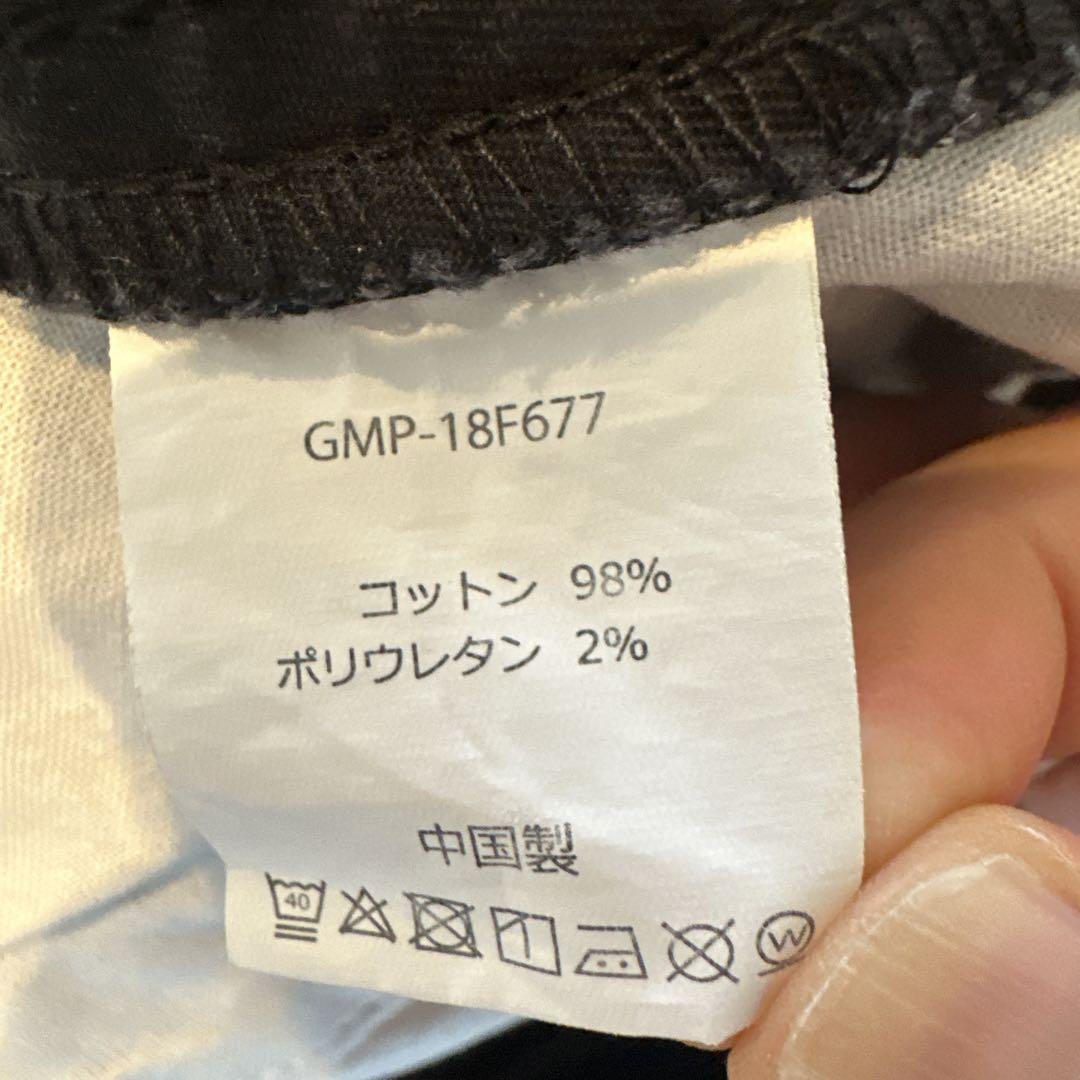 GMP-18F677
コットン 98%
ポリウレタン 2%
中国製
40 W